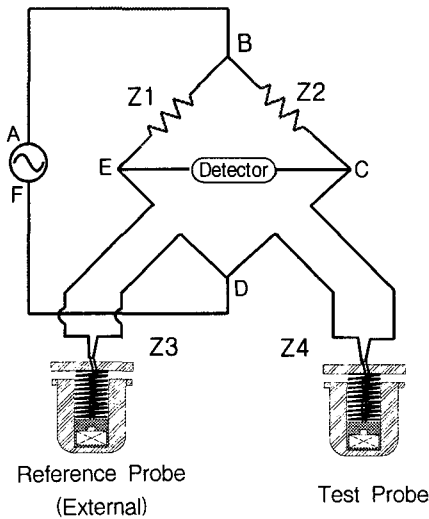 B
Z1
Z2
A
F
E
Detector
C
D
Z3
Z4
Reference Probe
(External)
Test Probe